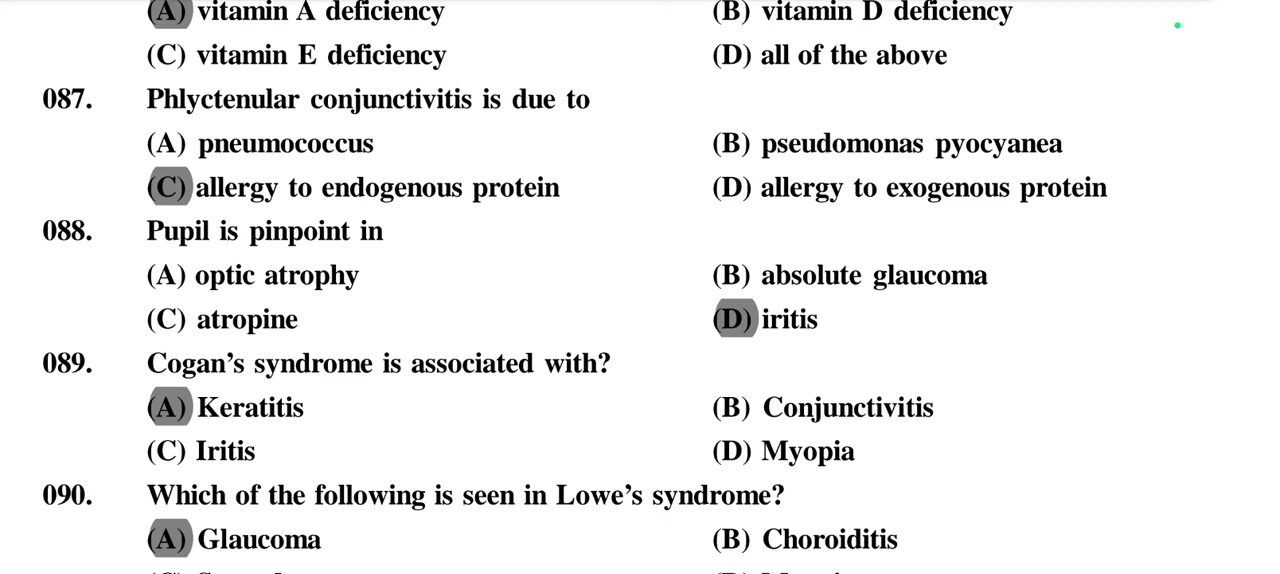 (A) vitamin A deficiency (B) vitamin D deficiency
(C) vitamin E deficiency (D) all of the above
087. Phlyctenular conjunctivitis is due to
(A) pneumococcus (B) pseudomonas pyocyanea
(C) allergy to endogenous protein (D) allergy to exogenous protein
088. Pupil is pinpoint in
(A) optic atrophy (B) absolute glaucoma
(C) atropine (D) iritis
089. Cogan's syndrome is associated with?
(A) Keratitis (B) Conjunctivitis
(C) Iritis (D) Myopia
090. Which of the following is seen in Lowe's syndrome?
(A) Glaucoma (B) Choroiditis